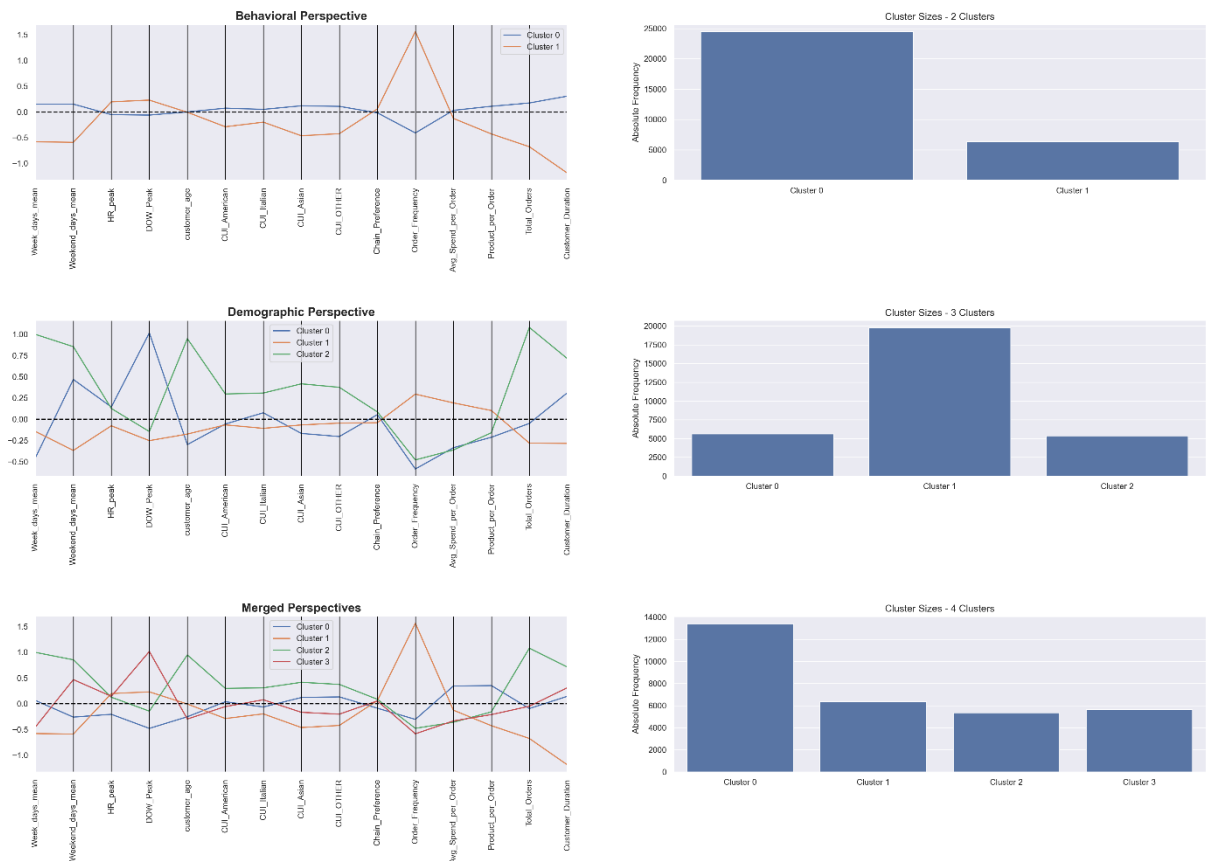 Behavioral Perspective
Cluster 0
Cluster 1
1.5
1.0
0.5
0.0
−0.5
−1.0
Week_days_mean
Weekend_days_mean
HR_peak
DOW_Peak
customer_age
CUI_American
CUI_Italian
CUI_Asian
CUI_OTHER
Chain_Preference
Order_Frequency
Avg_Spend_per_Order
Product_per_Order
Total_Orders
Customer_Duration
Cluster Sizes - 2 Clusters
Absolute Frequency
25000
20000
15000
10000
5000
0
Cluster 0
Cluster 1
Demographic Perspective
Cluster 0
Cluster 1
Cluster 2
1.00
0.75
0.50
0.25
0.00
−0.25
−0.50
Week_days_mean
Weekend_days_mean
HR_peak
DOW_Peak
customer_age
CUI_American
CUI_Italian
CUI_Asian
CUI_OTHER
Chain_Preference
Order_Frequency
Avg_Spend_per_Order
Product_per_Order
Total_Orders
Customer_Duration
Cluster Sizes - 3 Clusters
Absolute Frequency
20000
17500
15000
12500
10000
7500
5000
2500
0
Cluster 0
Cluster 1
Cluster 2
Merged Perspectives
Cluster 0
Cluster 1
Cluster 2
Cluster 3
1.5
1.0
0.5
0.0
−0.5
−1.0
Week_days_mean
Weekend_days_mean
HR_peak
DOW_Peak
customer_age
CUI_American
CUI_Italian
CUI_Asian
CUI_OTHER
Chain_Preference
Order_Frequency
Avg_Spend_per_Order
Product_per_Order
Total_Orders
Customer_Duration
Cluster Sizes - 4 Clusters
Absolute Frequency
14000
12000
10000
8000
6000
4000
2000
0
Cluster 0
Cluster 1
Cluster 2
Cluster 3